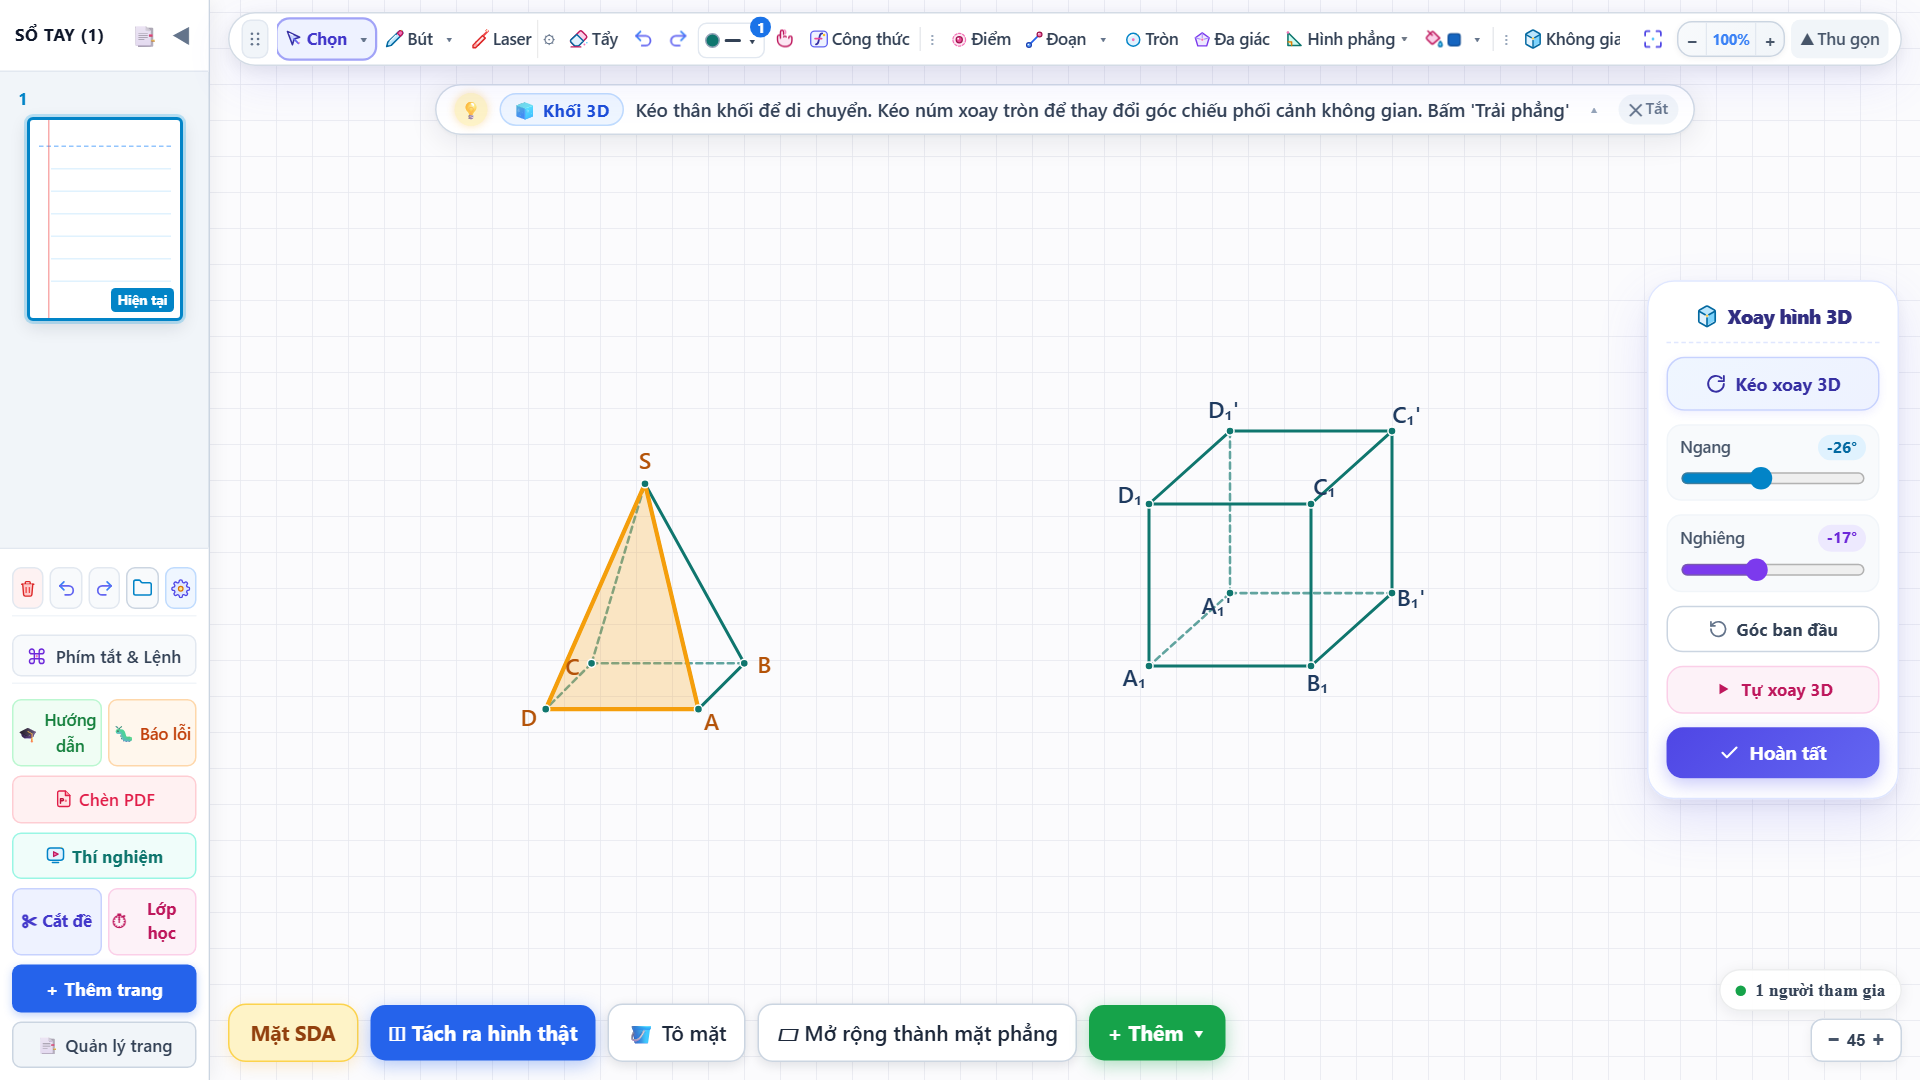 SỔ TAY (1)
1
Hiện tại
Phím tắt & Lệnh
Hướng dẫn
Báo lỗi
Chèn PDF
Thí nghiệm
Cắt đề
Lớp học
+ Thêm trang
Quản lý trang
Chọn
Bút
Laser
Tẩy
1
Công thức
Điểm
Đoạn
Tròn
Đa giác
Hình phẳng
Không gia
− 100% +
Thu gọn
Khối 3D
Kéo thân khối để di chuyển. Kéo núm xoay tròn để thay đổi góc chiếu phối cảnh không gian. Bấm 'Trải phẳng'
Tắt
S
C
B
D
A
D₁'
C₁'
D₁
C₁
A₁'
B₁'
A₁
B₁
Xoay hình 3D
Kéo xoay 3D
Ngang -26°
Nghiêng -17°
Góc ban đầu
Tự xoay 3D
Hoàn tất
1 người tham gia
− 45 +
Mặt SDA
Tách ra hình thật
Tô mặt
Mở rộng thành mặt phẳng
+ Thêm